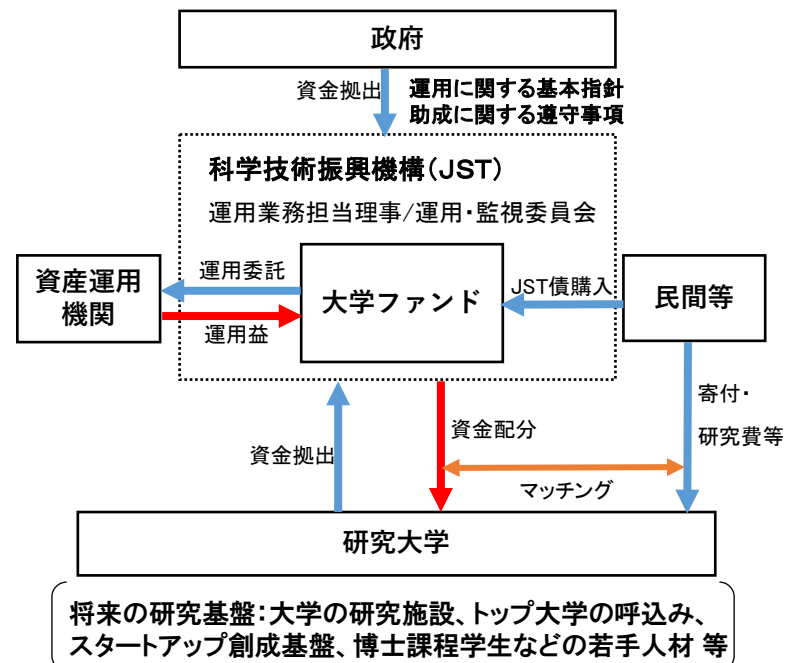 政府
資金拠出
運用に関する基本指針
助成に関する遵守事項
科学技術振興機構(JST)
運用業務担当理事/運用・監視委員会
資産運用
機関
運用委託
運用益
大学ファンド
JST債購入
民間等
寄付・
研究費等
資金拠出
資金配分
マッチング
研究大学
将来の研究基盤:大学の研究施設、トップ大学の呼込み、
スタートアップ創成基盤、博士課程学生などの若手人材 等